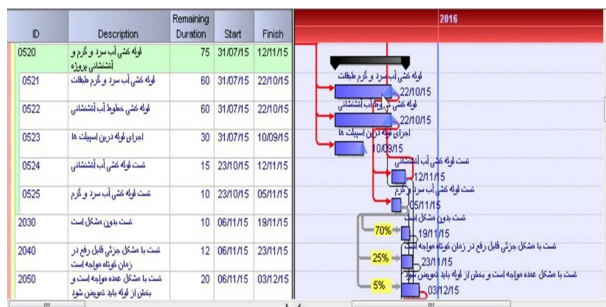 ID Description Remaining Duration Start Finish
2016
0520 لوله کشی آب سرد و گرم و آتشنشانی پروژه 75 31/07/15 12/11/15
0521 لوله کشی آب سرد و گرم طبقات 60 31/07/15 22/10/15
0522 لوله کشی خطوط آب آتشنشانی 60 31/07/15 22/10/15
0523 اجرای لوله درین اسپیلت ها 30 31/07/15 10/09/15
0524 تست لوله کشی آب آتشنشانی 15 23/10/15 12/11/15
0525 تست لوله کشی آب سرد و گرم 10 23/10/15 05/11/15
2030 تست بدون مشکل است 10 06/11/15 19/11/15
2040 تست با مشکل جزئی قابل رفع در زمان کوتاه مواجه است 12 06/11/15 23/11/15
2050 تست با مشکل عمده مواجه است و بخش از لوله باید تعویض شود 20 06/11/15 03/12/15
لوله کشی آب سرد و گرم طبقات
22/10/15
لوله کشی خطوط آب آتشنشانی
22/10/15
اجرای لوله درین اسپیلت ها
10/09/15
تست لوله کشی آب آتشنشانی
12/11/15
تست لوله کشی آب سرد و گرم
05/11/15
تست بدون مشکل است
70% 19/11/15
تست با مشکل جزئی قابل رفع در زمان کوتاه مواجه است
25% 23/11/15
تست با مشکل عمده مواجه است و بخش از لوله باید تعویض شود
5% 03/12/15